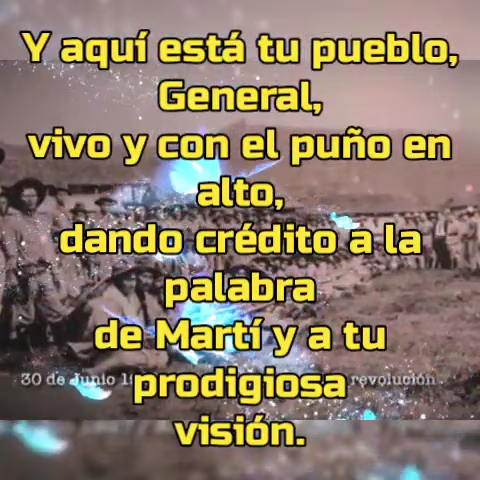 Y aquí está tu pueblo,
General,
vivo y con el puño en
alto,
dando crédito a la
palabra
de Martí y a tu
30 de Junio
prodigiosa
revolución.
visión.